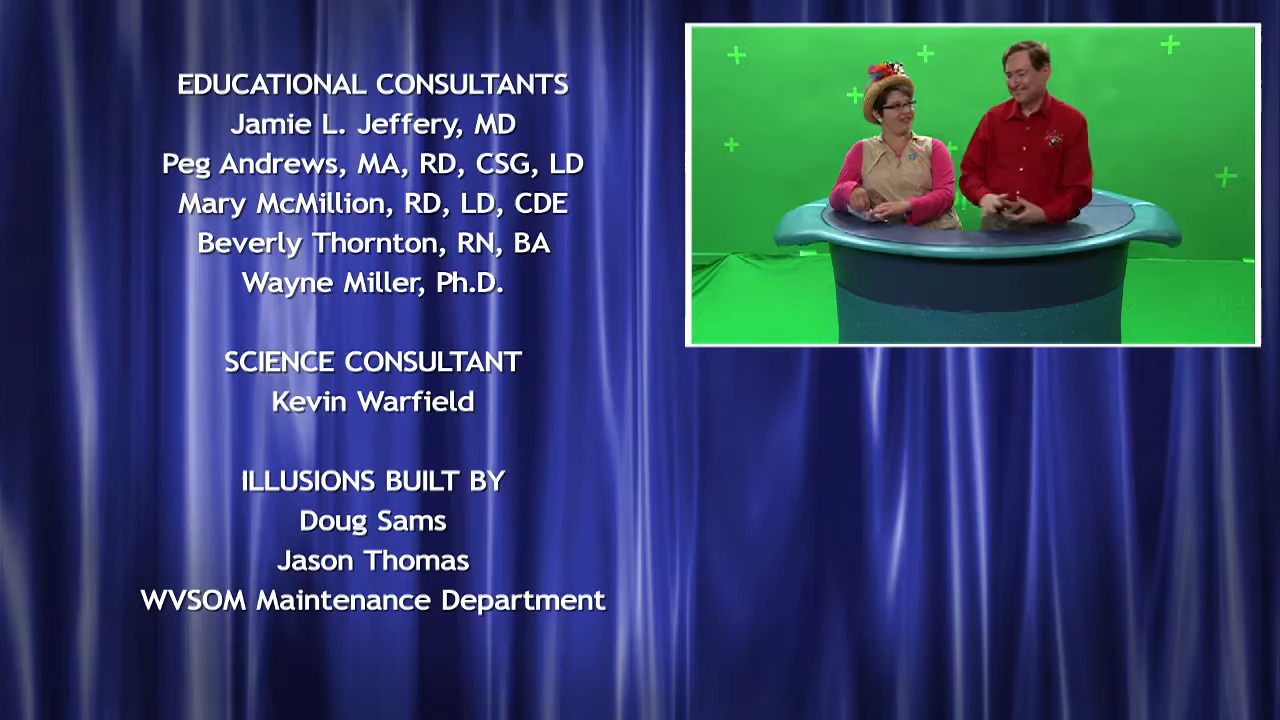 EDUCATIONAL CONSULTANTS
Jamie L. Jeffery, MD
Peg Andrews, MA, RD, CSG, LD
Mary McMillion, RD, LD, CDE
Beverly Thornton, RN, BA
Wayne Miller, Ph.D.
SCIENCE CONSULTANT
Kevin Warfield
ILLUSIONS BUILT BY
Doug Sams
Jason Thomas
WVSOM Maintenance Department